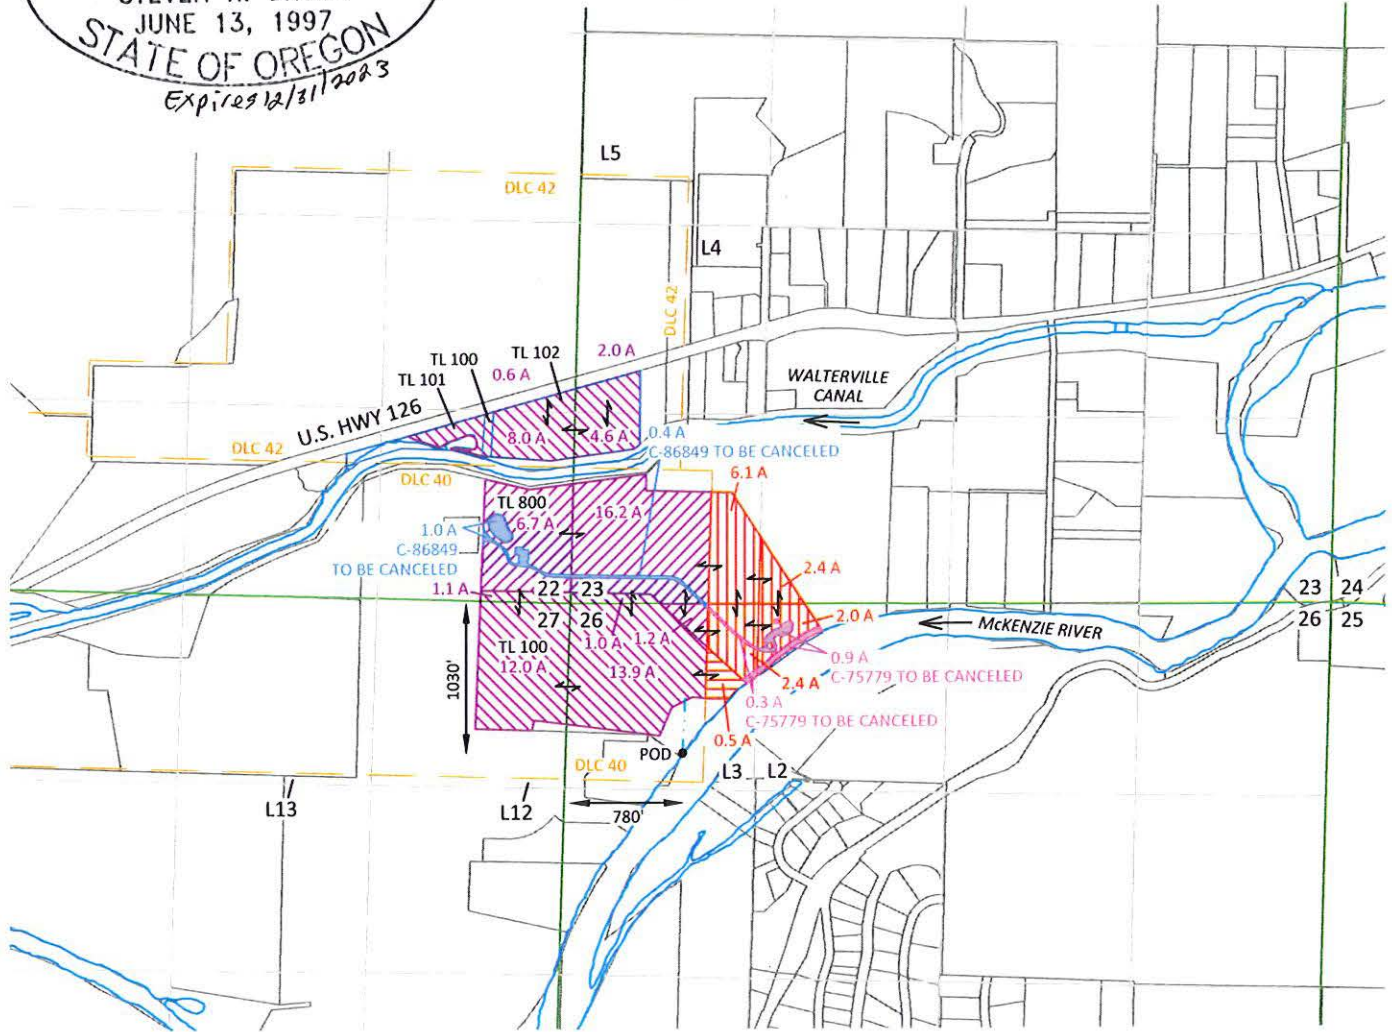 JUNE 13, 1997
STATE OF OREGON
Expires 12/31/2023
L5
DLC 42
L4
DLC 42
2.0 A
TL 102
TL 100
0.6 A
TL 101
WALTERVILLE
CANAL
U.S. HWY 126
8.0 A
4.6 A
0.4 A
C-86849 TO BE CANCELED
DLC 42
DLC 40
6.1 A
TL 800
6.7 A
16.2 A
1.0 A
C-86849
TO BE CANCELED
2.4 A
1.1 A
22 23
27 26
23 24
26 25
2.0 A
McKENZIE RIVER
1.0 A
1.2 A
TL 100
12.0 A
13.9 A
0.9 A
C-75779 TO BE CANCELED
2.4 A
1030'
0.3 A
C-75779 TO BE CANCELED
0.5 A
POD
DLC 40
L3
L2
L13
L12
780'